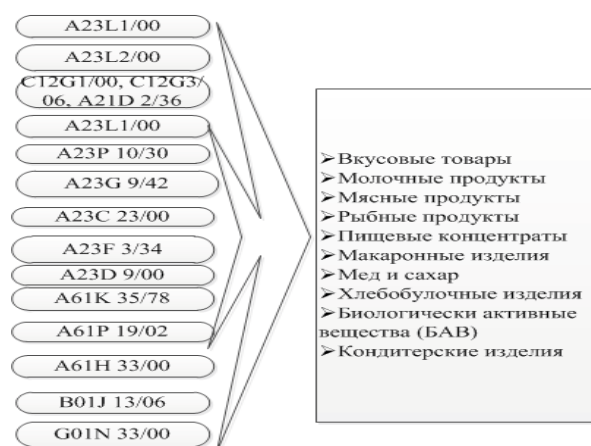 A23L1/00
A23L2/00
C12G1/00, C12G3/
06, A21D 2/36
A23L1/00
A23P 10/30
A23G 9/42
A23C 23/00
A23F 3/34
A23D 9/00
A61K 35/78
A61P 19/02
A61H 33/00
B01J 13/06
G01N 33/00
➢Вкусовые товары
➢Молочные продукты
➢Мясные продукты
➢Рыбные продукты
➢Пищевые концентраты
➢Макаронные изделия
➢Мед и сахар
➢Хлебобулочные изделия
➢Биологически активные
вещества (БАВ)
➢Кондитерские изделия